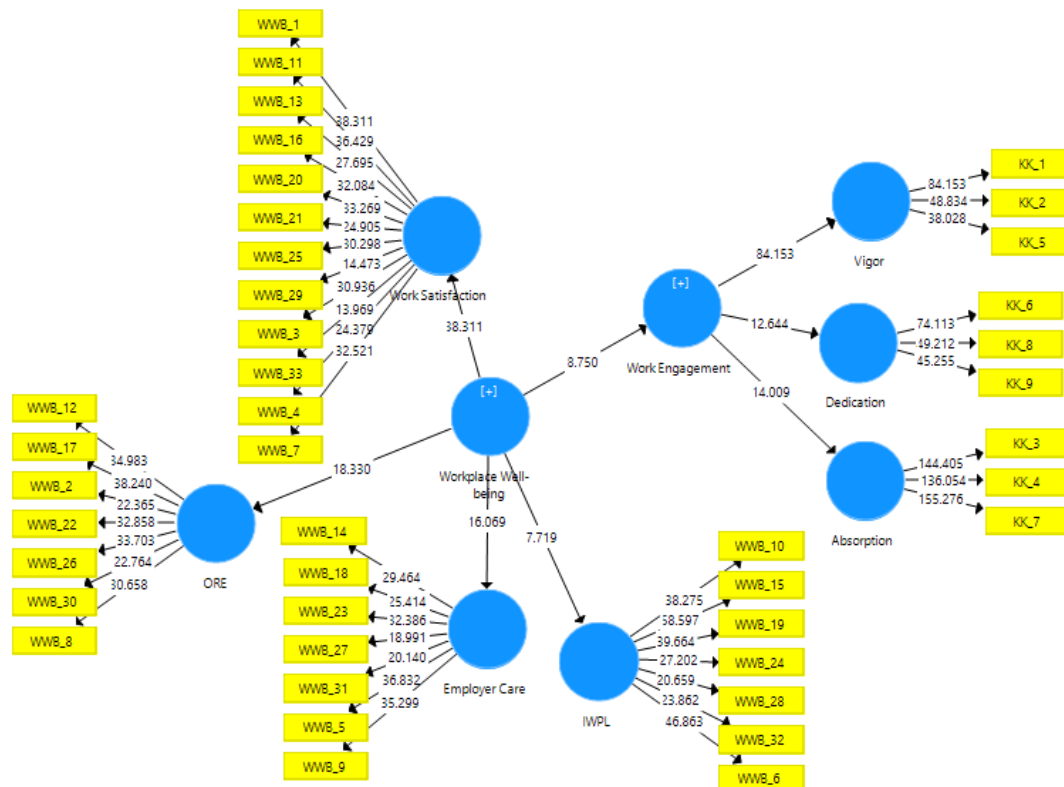 WWB_1
WWB_11
WWB_13
WWB_16
WWB_20
WWB_21
WWB_25
WWB_29
WWB_3
WWB_33
WWB_4
WWB_7
38.311
36.429
27.695
32.084
33.269
24.905
30.298
14.473
30.936
13.969
24.379
32.521
Work Satisfaction
38.311
[+]
Workplace Well-
being
8.750
[+]
Work Engagement
84.153
12.644
14.009
Vigor
84.153
48.834
38.028
KK_1
KK_2
KK_5
Dedication
74.113
49.212
45.255
KK_6
KK_8
KK_9
Absorption
144.405
136.054
155.276
KK_3
KK_4
KK_7
18.330
16.069
7.719
WWB_12
WWB_17
WWB_2
WWB_22
WWB_26
WWB_30
WWB_8
34.983
38.240
22.365
32.858
33.703
22.764
30.658
ORE
WWB_14
WWB_18
WWB_23
WWB_27
WWB_31
WWB_5
WWB_9
29.464
25.414
32.386
18.991
20.140
36.832
35.299
Employer Care
IWPL
38.275
38.597
39.664
27.202
20.659
23.862
46.863
WWB_10
WWB_15
WWB_19
WWB_24
WWB_28
WWB_32
WWB_6